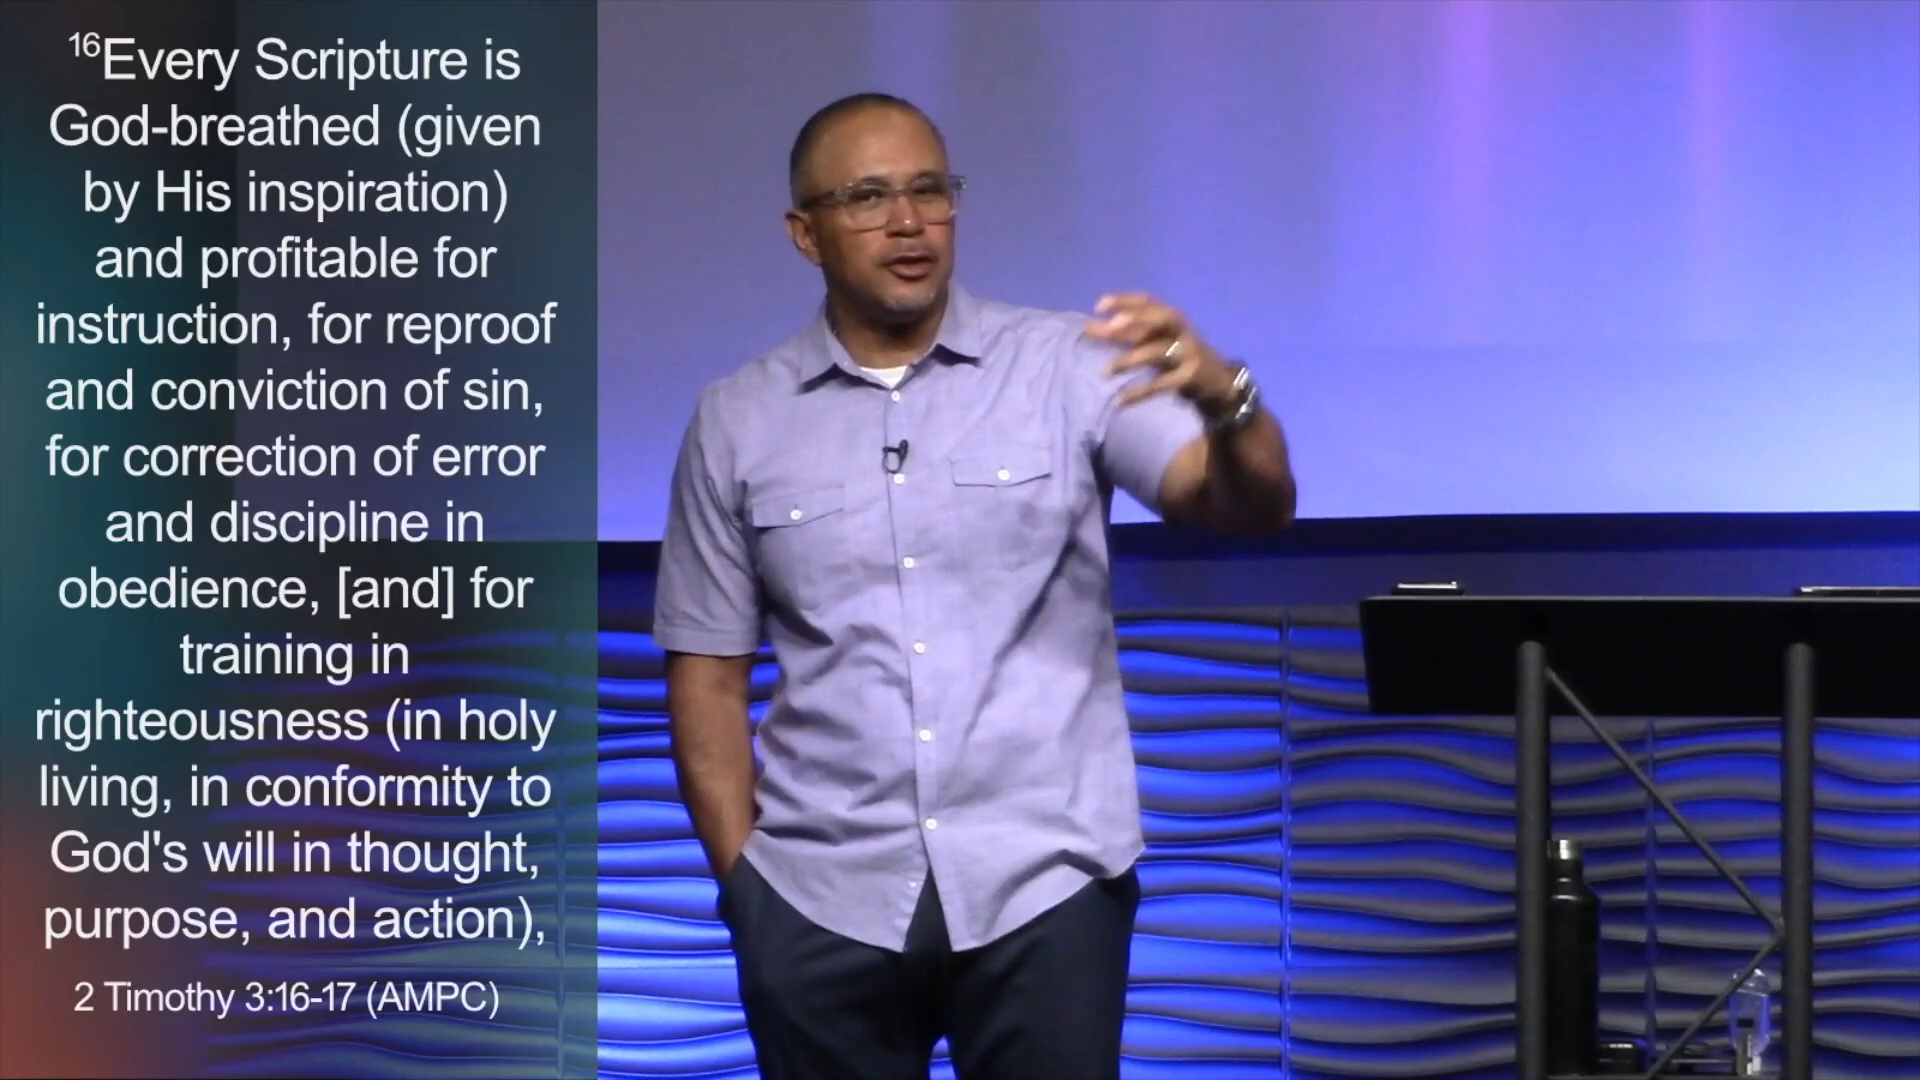 16Every Scripture is
God-breathed (given
by His inspiration)
and profitable for
instruction, for reproof
and conviction of sin,
for correction of error
and discipline in
obedience, [and] for
training in
righteousness (in holy
living, in conformity to
God's will in thought,
purpose, and action),
2 Timothy 3:16-17 (AMPC)